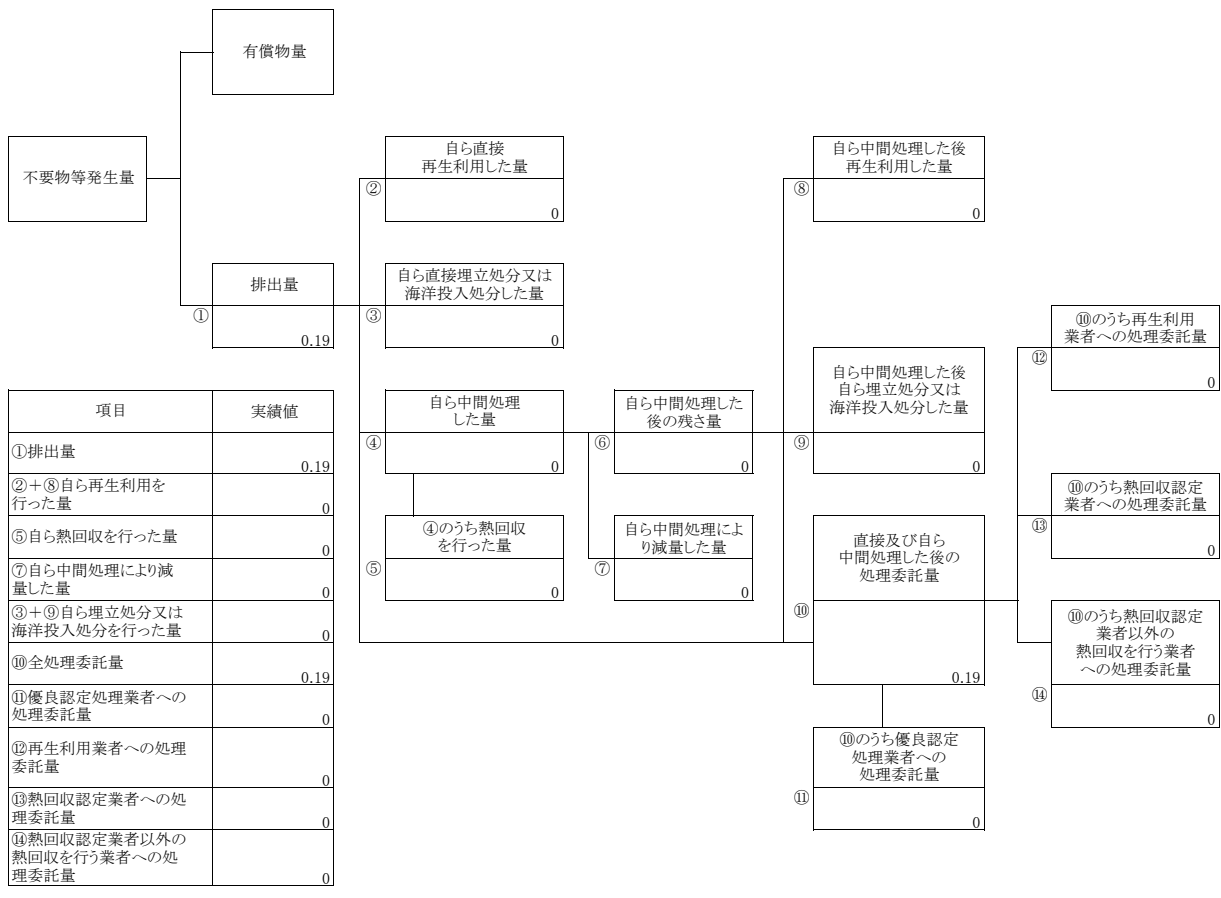 有償物量
不要物等発生量
排出量
①
0.19
自ら直接
再生利用した量
②
0
自ら直接埋立処分又は
海洋投入処分した量
③
0
自ら中間処理
した量
④
0
④のうち熱回収
を行った量
⑤
0
自ら中間処理した
後の残さ量
⑥
0
自ら中間処理によ
り減量した量
⑦
0
自ら中間処理した後
再生利用した量
⑧
0
自ら中間処理した後
自ら埋立処分又は
海洋投入処分した量
⑨
0
直接及び自ら
中間処理した後の
処理委託量
⑩
0.19
⑩のうち優良認定
処理業者への
処理委託量
⑪
0
⑩のうち再生利用
業者への処理委託量
⑫
0
⑩のうち熱回収認定
業者への処理委託量
⑬
0
⑩のうち熱回収認定
業者以外の
熱回収を行う業者
への処理委託量
⑭
0
項目 実績値
①排出量
0.19
②+⑧自ら再生利用を
行った量
0
⑤自ら熱回収を行った量
0
⑦自ら中間処理により減
量した量
0
③+⑨自ら埋立処分又は
海洋投入処分を行った量
0
⑩全処理委託量
0.19
⑪優良認定処理業者への
処理委託量
0
⑫再生利用業者への処理
委託量
0
⑬熱回収認定業者への処
理委託量
0
⑭熱回収認定業者以外の
熱回収を行う業者への処
理委託量
0